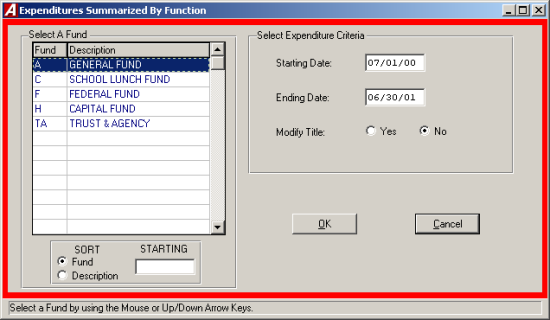 Expenditures Summarized By Function
Select A Fund
Fund Description
A GENERAL FUND
C SCHOOL LUNCH FUND
F FEDERAL FUND
H CAPITAL FUND
TA TRUST & AGENCY
SORT STARTING
Fund
Description
Select Expenditure Criteria
Starting Date: 07/01/00
Ending Date: 06/30/01
Modify Title: Yes No
OK Cancel
Select a Fund by using the Mouse or Up/Down Arrow Keys.